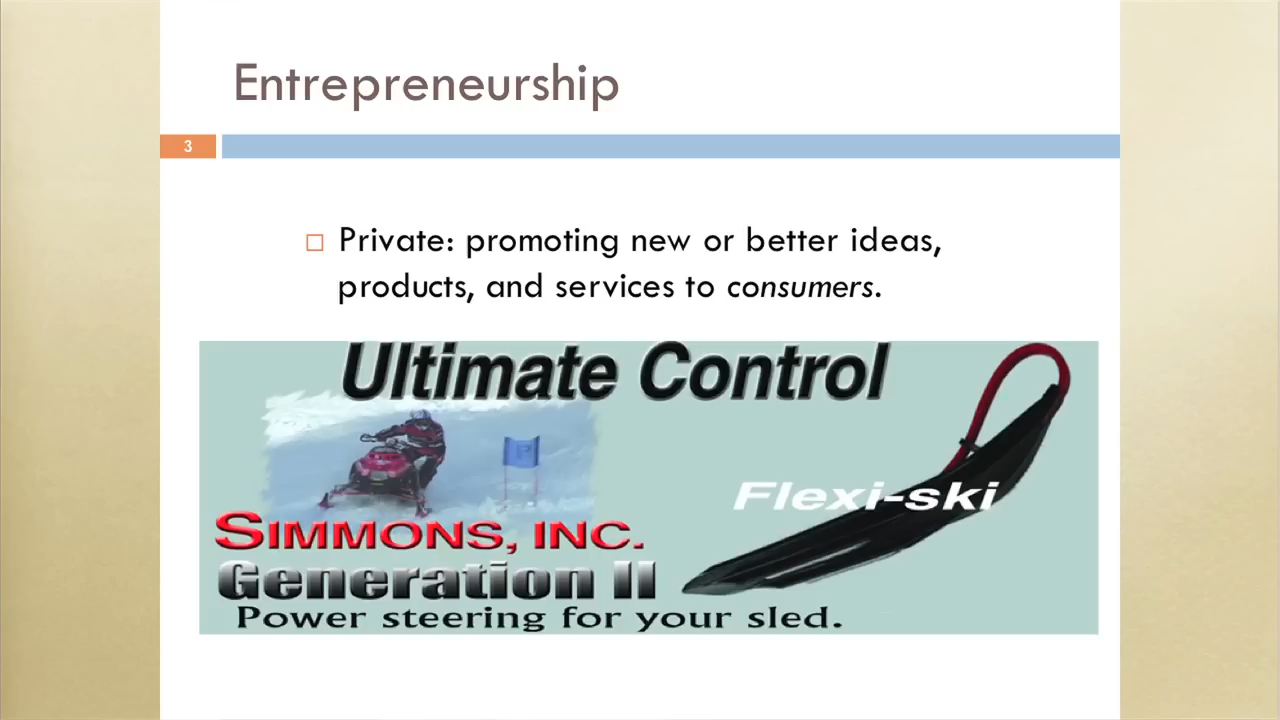 Entrepreneurship
3
Private: promoting new or better ideas,
products, and services to consumers.
Ultimate Control
P
Flexi-ski
SIMMONS, INC.
Generation II
Power steering for your sled.